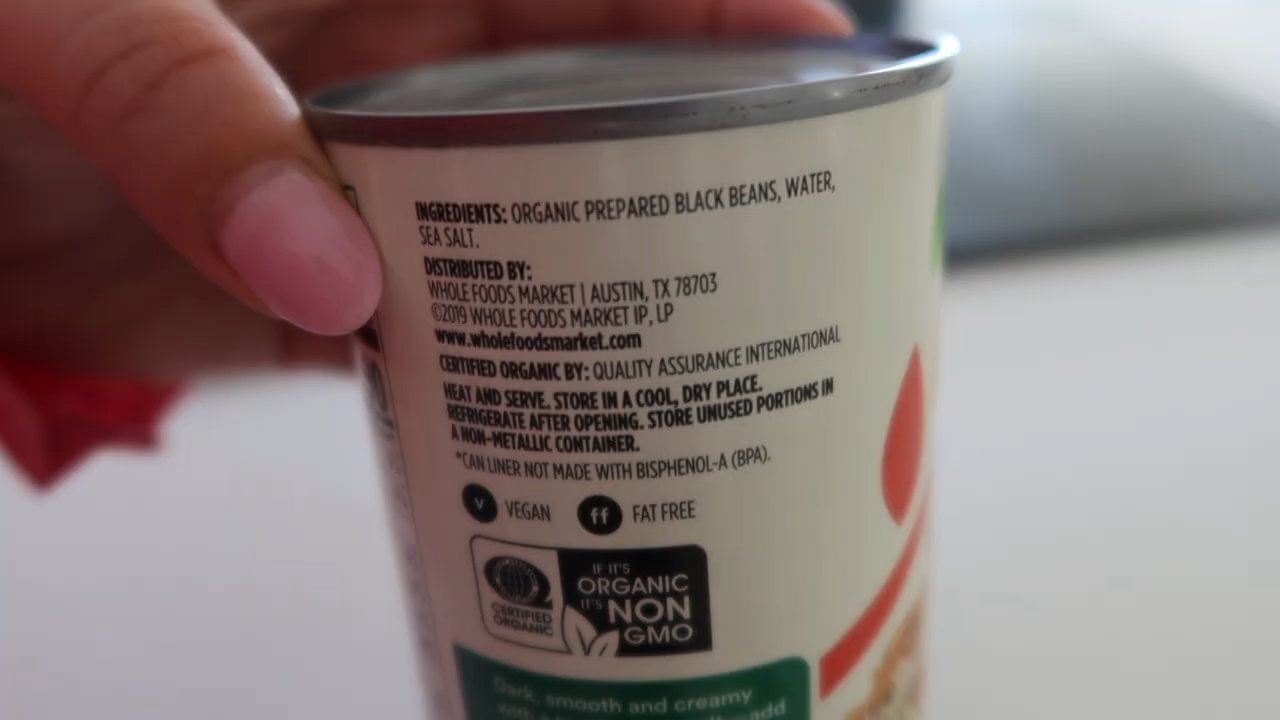 INGREDIENTS: ORGANIC PREPARED BLACK BEANS, WATER,
SEA SALT.
DISTRIBUTED BY:
WHOLE FOODS MARKET | AUSTIN, TX 78703
©2019 WHOLE FOODS MARKET IP, LP
www.wholefoodsmarket.com
CERTIFIED ORGANIC BY: QUALITY ASSURANCE INTERNATIONAL
HEAT AND SERVE. STORE IN A COOL, DRY PLACE.
REFRIGERATE AFTER OPENING. STORE UNUSED PORTIONS IN
A NON-METALLIC CONTAINER.
*CAN LINER NOT MADE WITH BISPHENOL-A (BPA).
V VEGAN ff FAT FREE
CERTIFIED
ORGANIC
IF IT'S
ORGANIC
IT'S NON
GMO
Dark, smooth and creamy
add